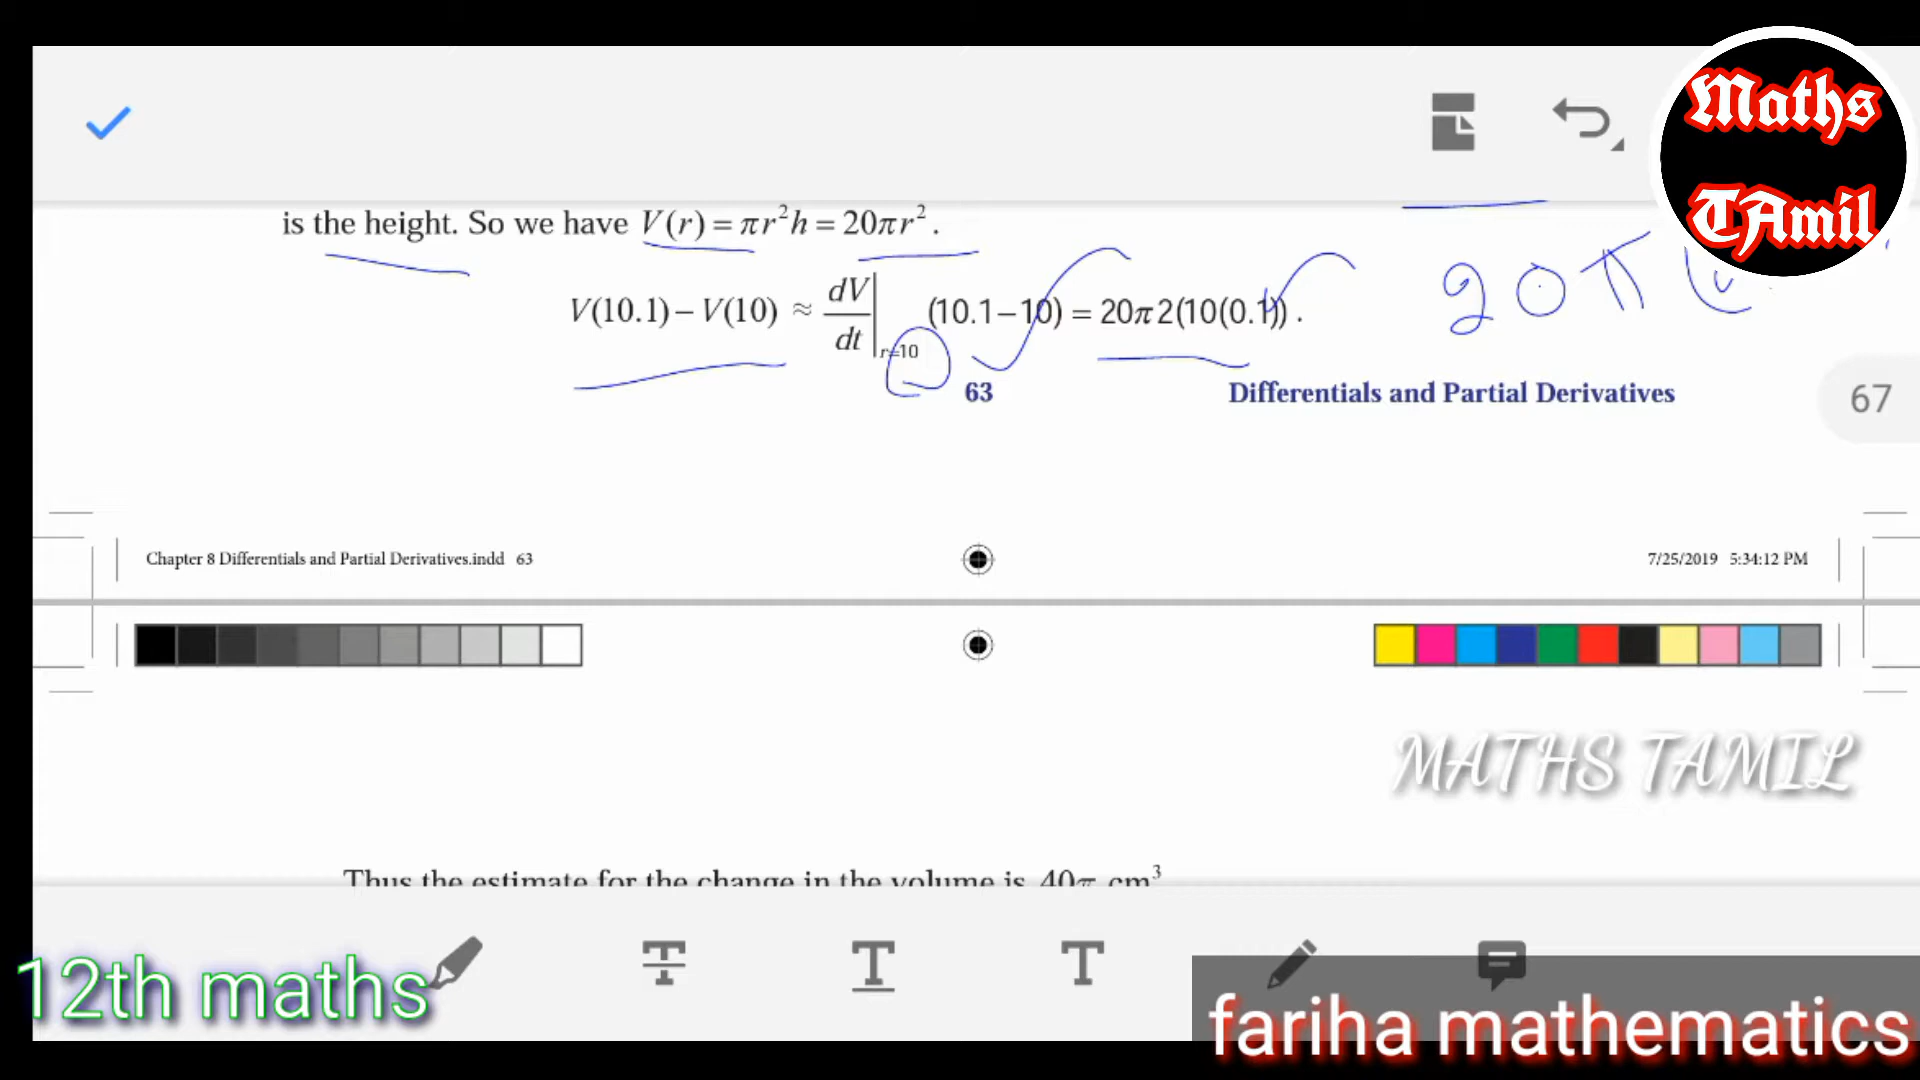 Maths
TAmil
is the height. So we have V(r) = πr²h = 20πr².
V(10.1) – V(10) ≈ dV/dt|r=10 (10.1–10) = 20π2(10(0.1)).
20π
63
Differentials and Partial Derivatives
67
Chapter 8 Differentials and Partial Derivatives.indd 63
7/25/2019 5:34:12 PM
MATHS TAMIL
Thus the estimate for the change in the volume is 40π cm³
12th maths
T T T
fariha mathematics